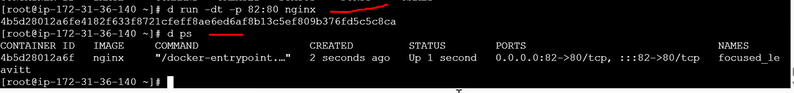 [root@ip-172-31-36-140 ~]# d run -dt -p 82:80 nginx
4b5d28012a6fe4182f633f8721cfeff8ae6ed6af8b13c5ef809b376fd5c5c8ca
[root@ip-172-31-36-140 ~]# d ps
CONTAINER ID IMAGE COMMAND CREATED STATUS PORTS NAMES
4b5d28012a6f nginx "/docker-entrypoint.…" 2 seconds ago Up 1 second 0.0.0.0:82->80/tcp, :::82->80/tcp focused_le
avitt
[root@ip-172-31-36-140 ~]#